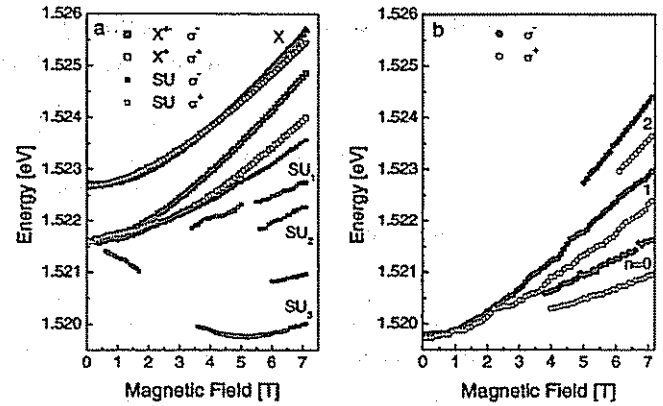 a
X⁺ σ⁻
X⁺ σ⁺
SU σ⁻
SU σ⁺
X
SU₁
SU₂
SU₃
1.526
1.525
1.524
1.523
1.522
1.521
1.520
Energy [eV]
0 1 2 3 4 5 6 7
Magnetic Field [T]
b
σ⁻
σ⁺
2
1
n=0
1.526
1.525
1.524
1.523
1.522
1.521
1.520
Energy [eV]
0 1 2 3 4 5 6 7
Magnetic Field [T]